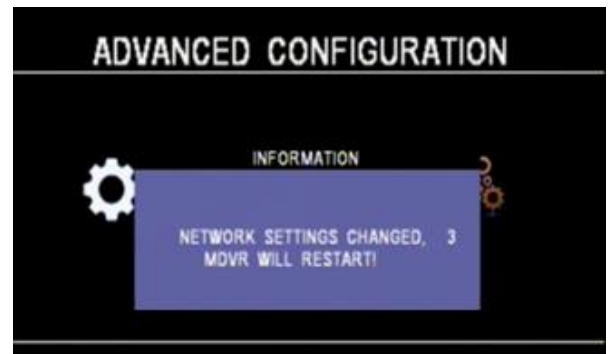 ADVANCED CONFIGURATION
INFORMATION
NETWORK SETTINGS CHANGED, 3
MDVR WILL RESTART!